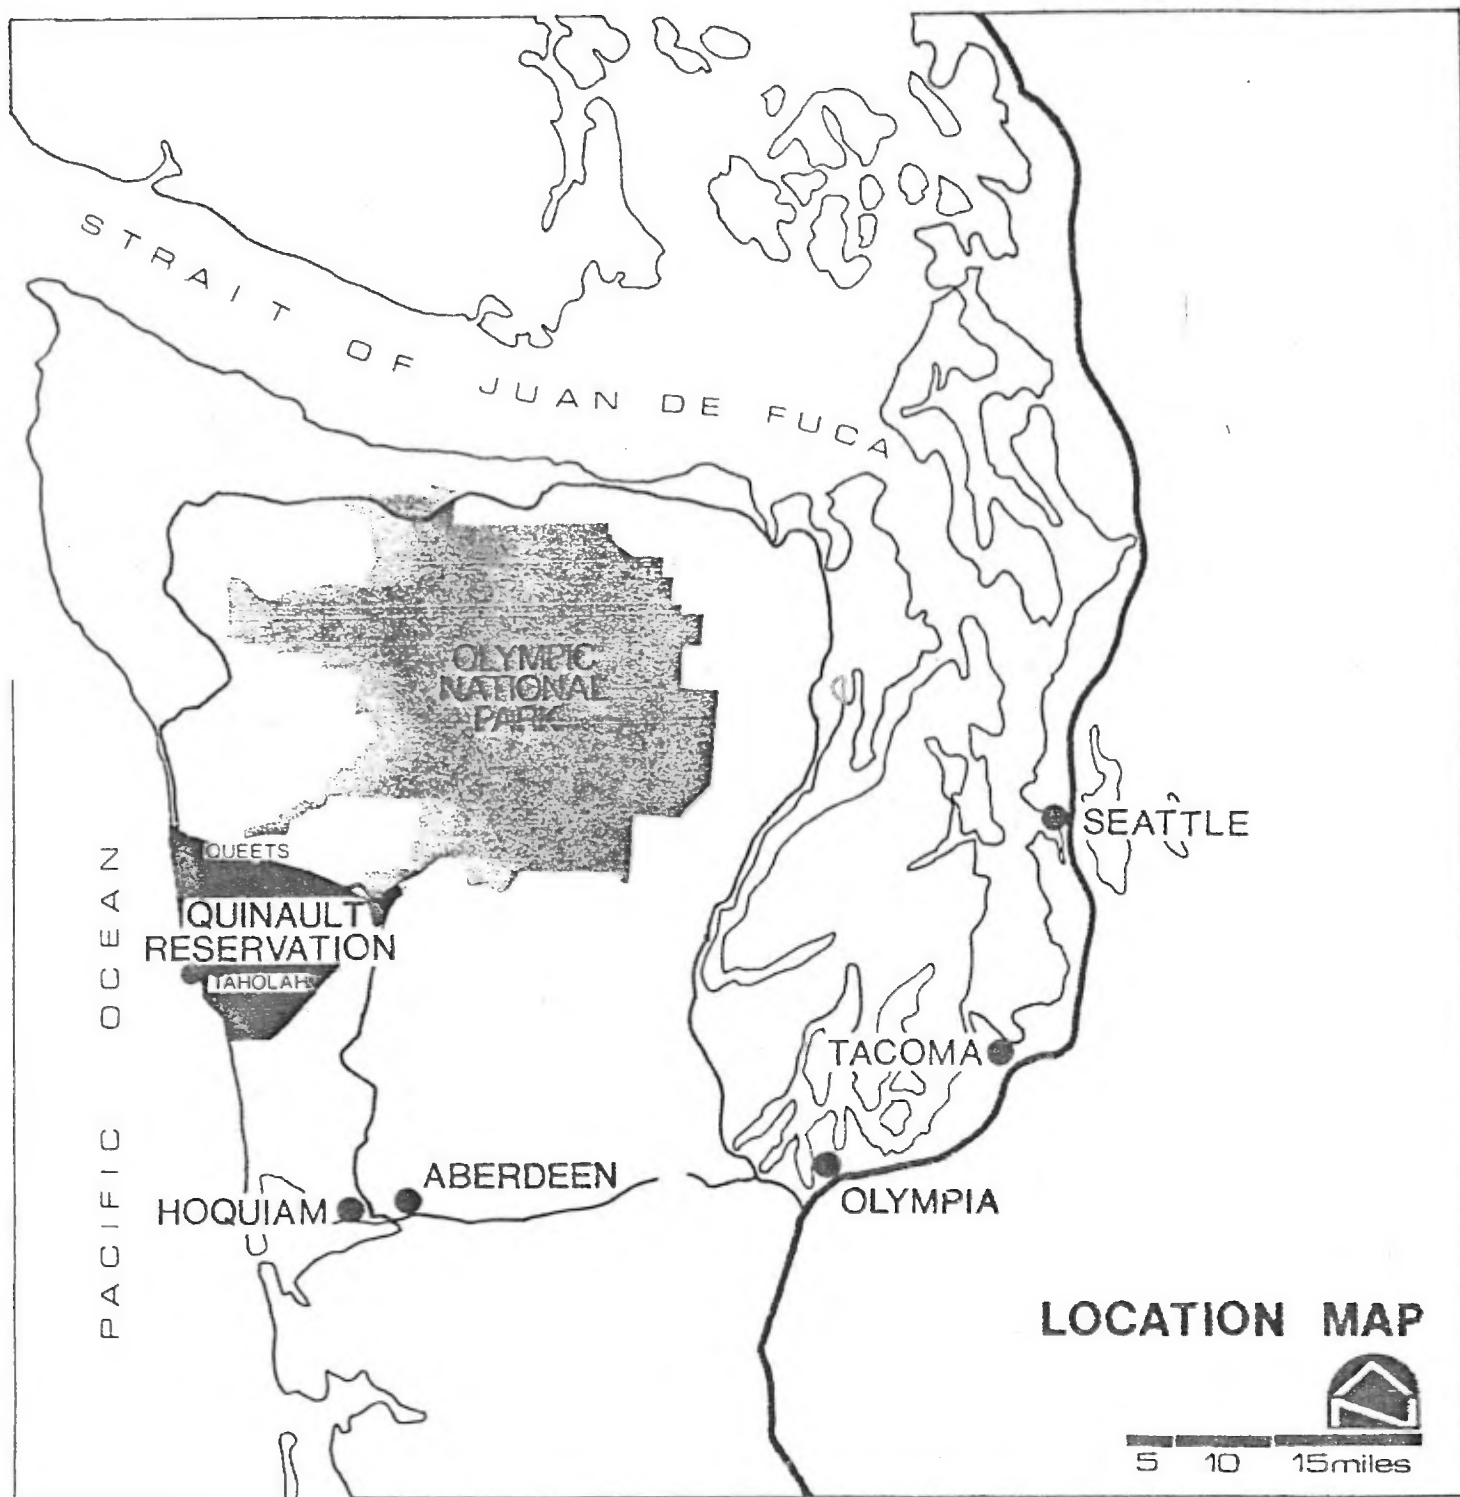 STRAIT OF JUAN DE FUCA
OLYMPIC
NATIONAL
PARK
SEATTLE
QUEETS
QUINAULT
RESERVATION
TAHOLAH
PACIFIC OCEAN
TACOMA
ABERDEEN
HOQUIAM
OLYMPIA
LOCATION MAP
N
5 10 15miles